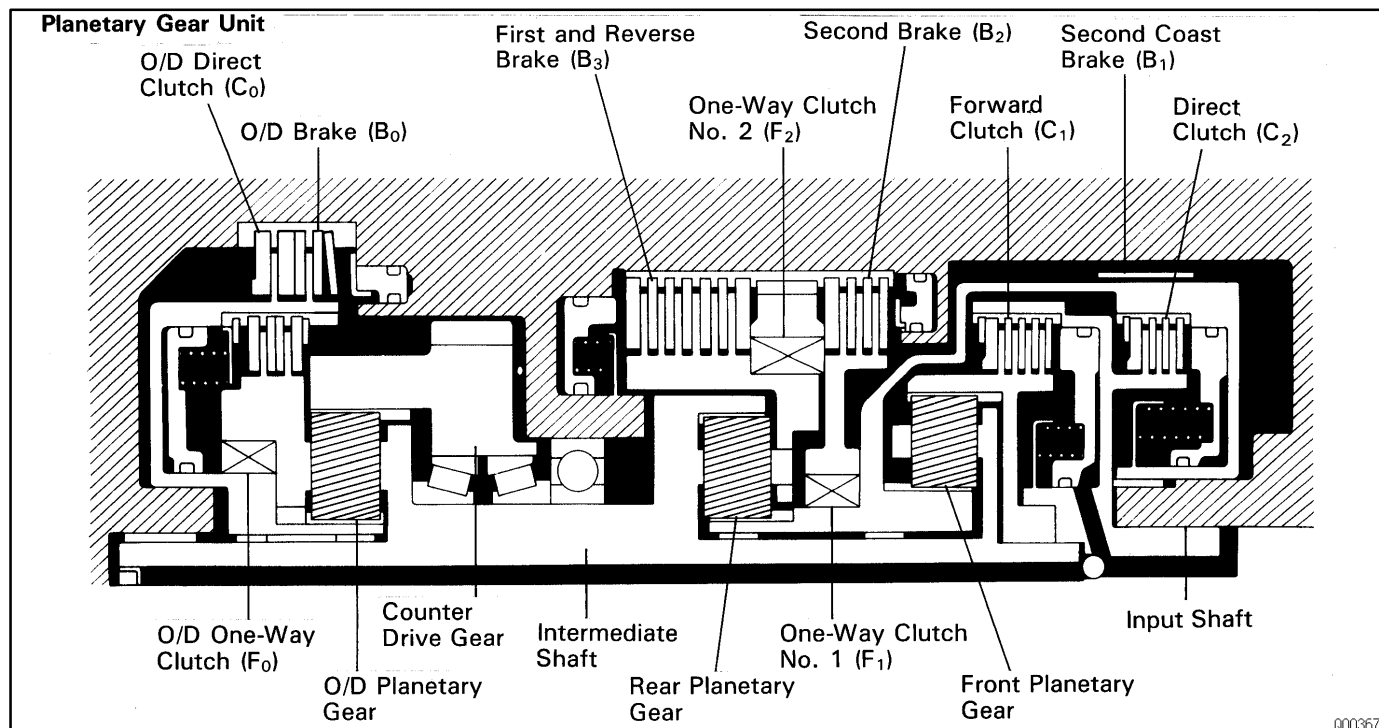 Planetary Gear Unit
O/D Direct
Clutch (C₀)
O/D Brake (B₀)
First and Reverse
Brake (B₃)
One-Way Clutch
No. 2 (F₂)
Second Brake (B₂)
Forward
Clutch (C₁)
Second Coast
Brake (B₁)
Direct
Clutch (C₂)
O/D One-Way
Clutch (F₀)
O/D Planetary
Gear
Counter
Drive Gear
Intermediate
Shaft
Rear Planetary
Gear
One-Way Clutch
No. 1 (F₁)
Front Planetary
Gear
Input Shaft
Q00367